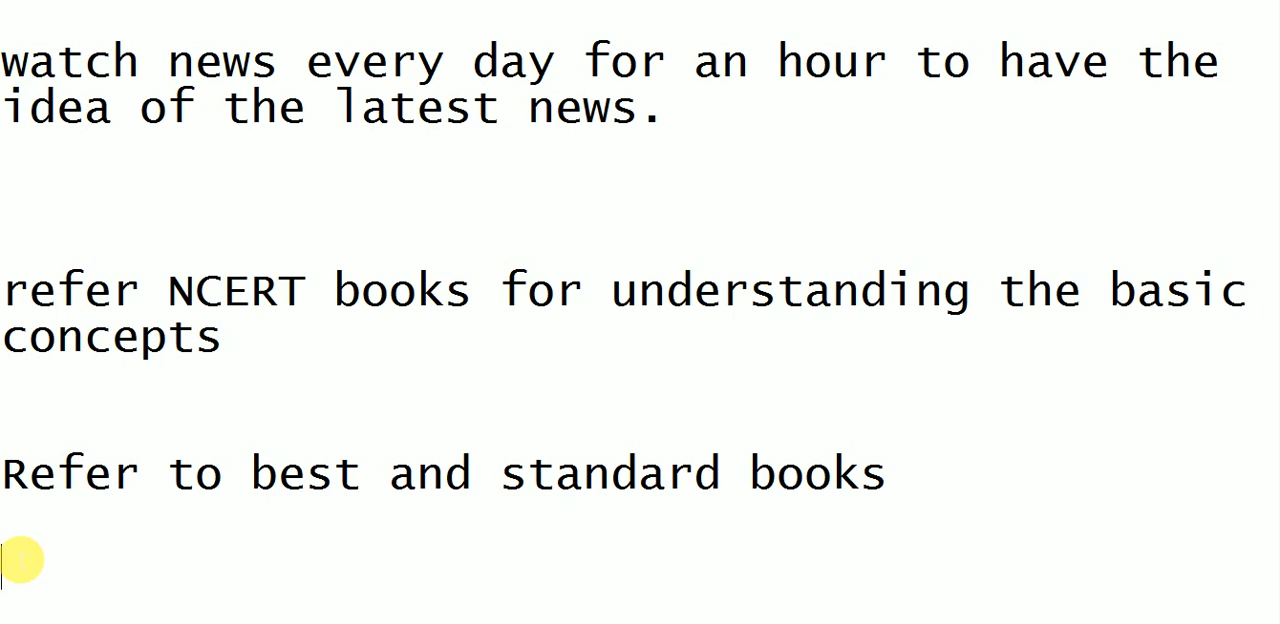 watch news every day for an hour to have the
idea of the latest news.
refer NCERT books for understanding the basic
concepts
Refer to best and standard books